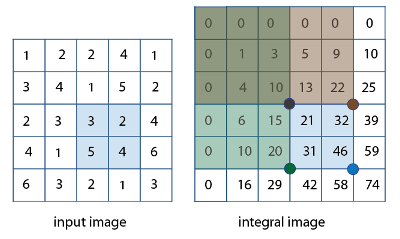 1 2 2 4 1
3 4 1 5 2
2 3 3 2 4
4 1 5 4 6
6 3 2 1 3
input image
0 0 0 0 0 0
0 1 3 5 9 10
0 4 10 13 22 25
0 6 15 21 32 39
0 10 20 31 46 59
0 16 29 42 58 74
integral image